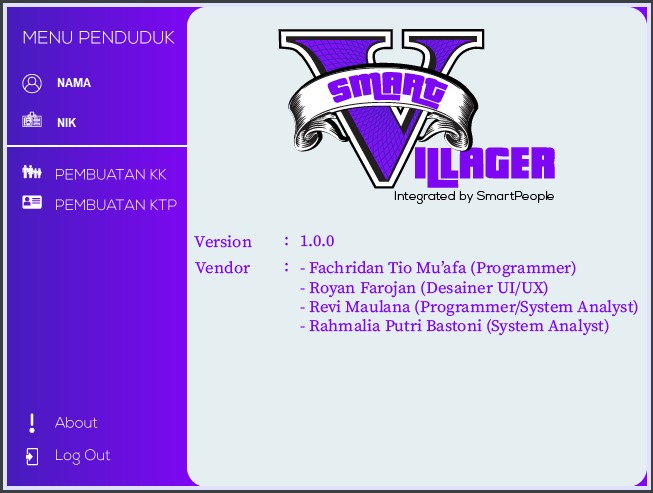 MENU PENDUDUK
NAMA
NIK
PEMBUATAN KK
PEMBUATAN KTP
About
Log Out
SMART
VILLAGER
Integrated by SmartPeople
Version : 1.0.0
Vendor : - Fachridan Tio Mu’afa (Programmer)
- Royan Farojan (Desainer UI/UX)
- Revi Maulana (Programmer/System Analyst)
- Rahmalia Putri Bastoni (System Analyst)